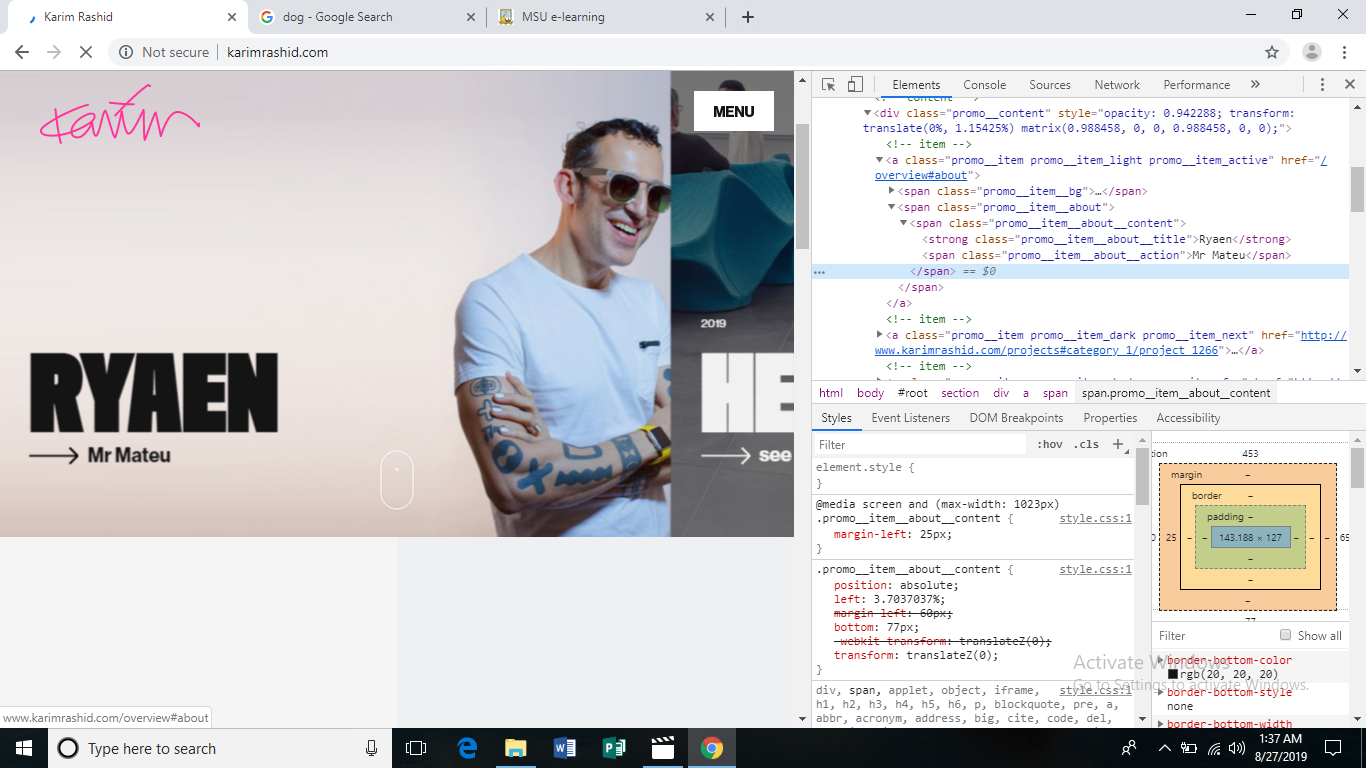 Karim Rashid
dog - Google Search
MSU e-learning
Not secure
karimrashid.com
Karim
MENU
2019
RYAEN
Mr Mateu
HE
see
www.karimrashid.com/overview#about
Elements Console Sources Network Performance »
<div class="promo__content" style="opacity: 0.942288; transform:
translate(0%, 1.15425%) matrix(0.988458, 0, 0, 0.988458, 0, 0);">
<!-- item -->
<a class="promo__item promo__item_light promo__item_active" href="/
overview#about">
<span class="promo__item__bg">…</span>
<span class="promo__item__about">
<span class="promo__item__about__content">
<strong class="promo__item__about__title">Ryaen</strong>
<span class="promo__item__about__action">Mr Mateu</span>
</span> == $0
</span>
</a>
<!-- item -->
<a class="promo__item promo__item_dark promo__item_next" href="http://
www.karimrashid.com/projects#category_1/project_1266">…</a>
<!-- item -->
html body #root section div a span span.promo__item__about__content
Styles Event Listeners DOM Breakpoints Properties Accessibility
Filter :hov .cls +
element.style {
}
@media screen and (max-width: 1023px)
.promo__item__about__content { style.css:1
margin-left: 25px;
}
.promo__item__about__content { style.css:1
position: absolute;
left: 3.7037037%;
margin-left: 60px;
bottom: 77px;
-webkit-transform: translateZ(0);
transform: translateZ(0);
}
div, span, applet, object, iframe, style.css:1
h1, h2, h3, h4, h5, h6, p, blockquote, pre, a,
abbr, acronym, address, big, cite, code, del,
tion 453
margin –
border –
padding –
25 – – 143.188 × 127 – – – 65
–
–
–
Filter Show all
border-bottom-color
rgb(20, 20, 20)
border-bottom-style
none
border-bottom-width
Activate Windows
Go to Settings to activate Windows.
Type here to search
1:37 AM
8/27/2019